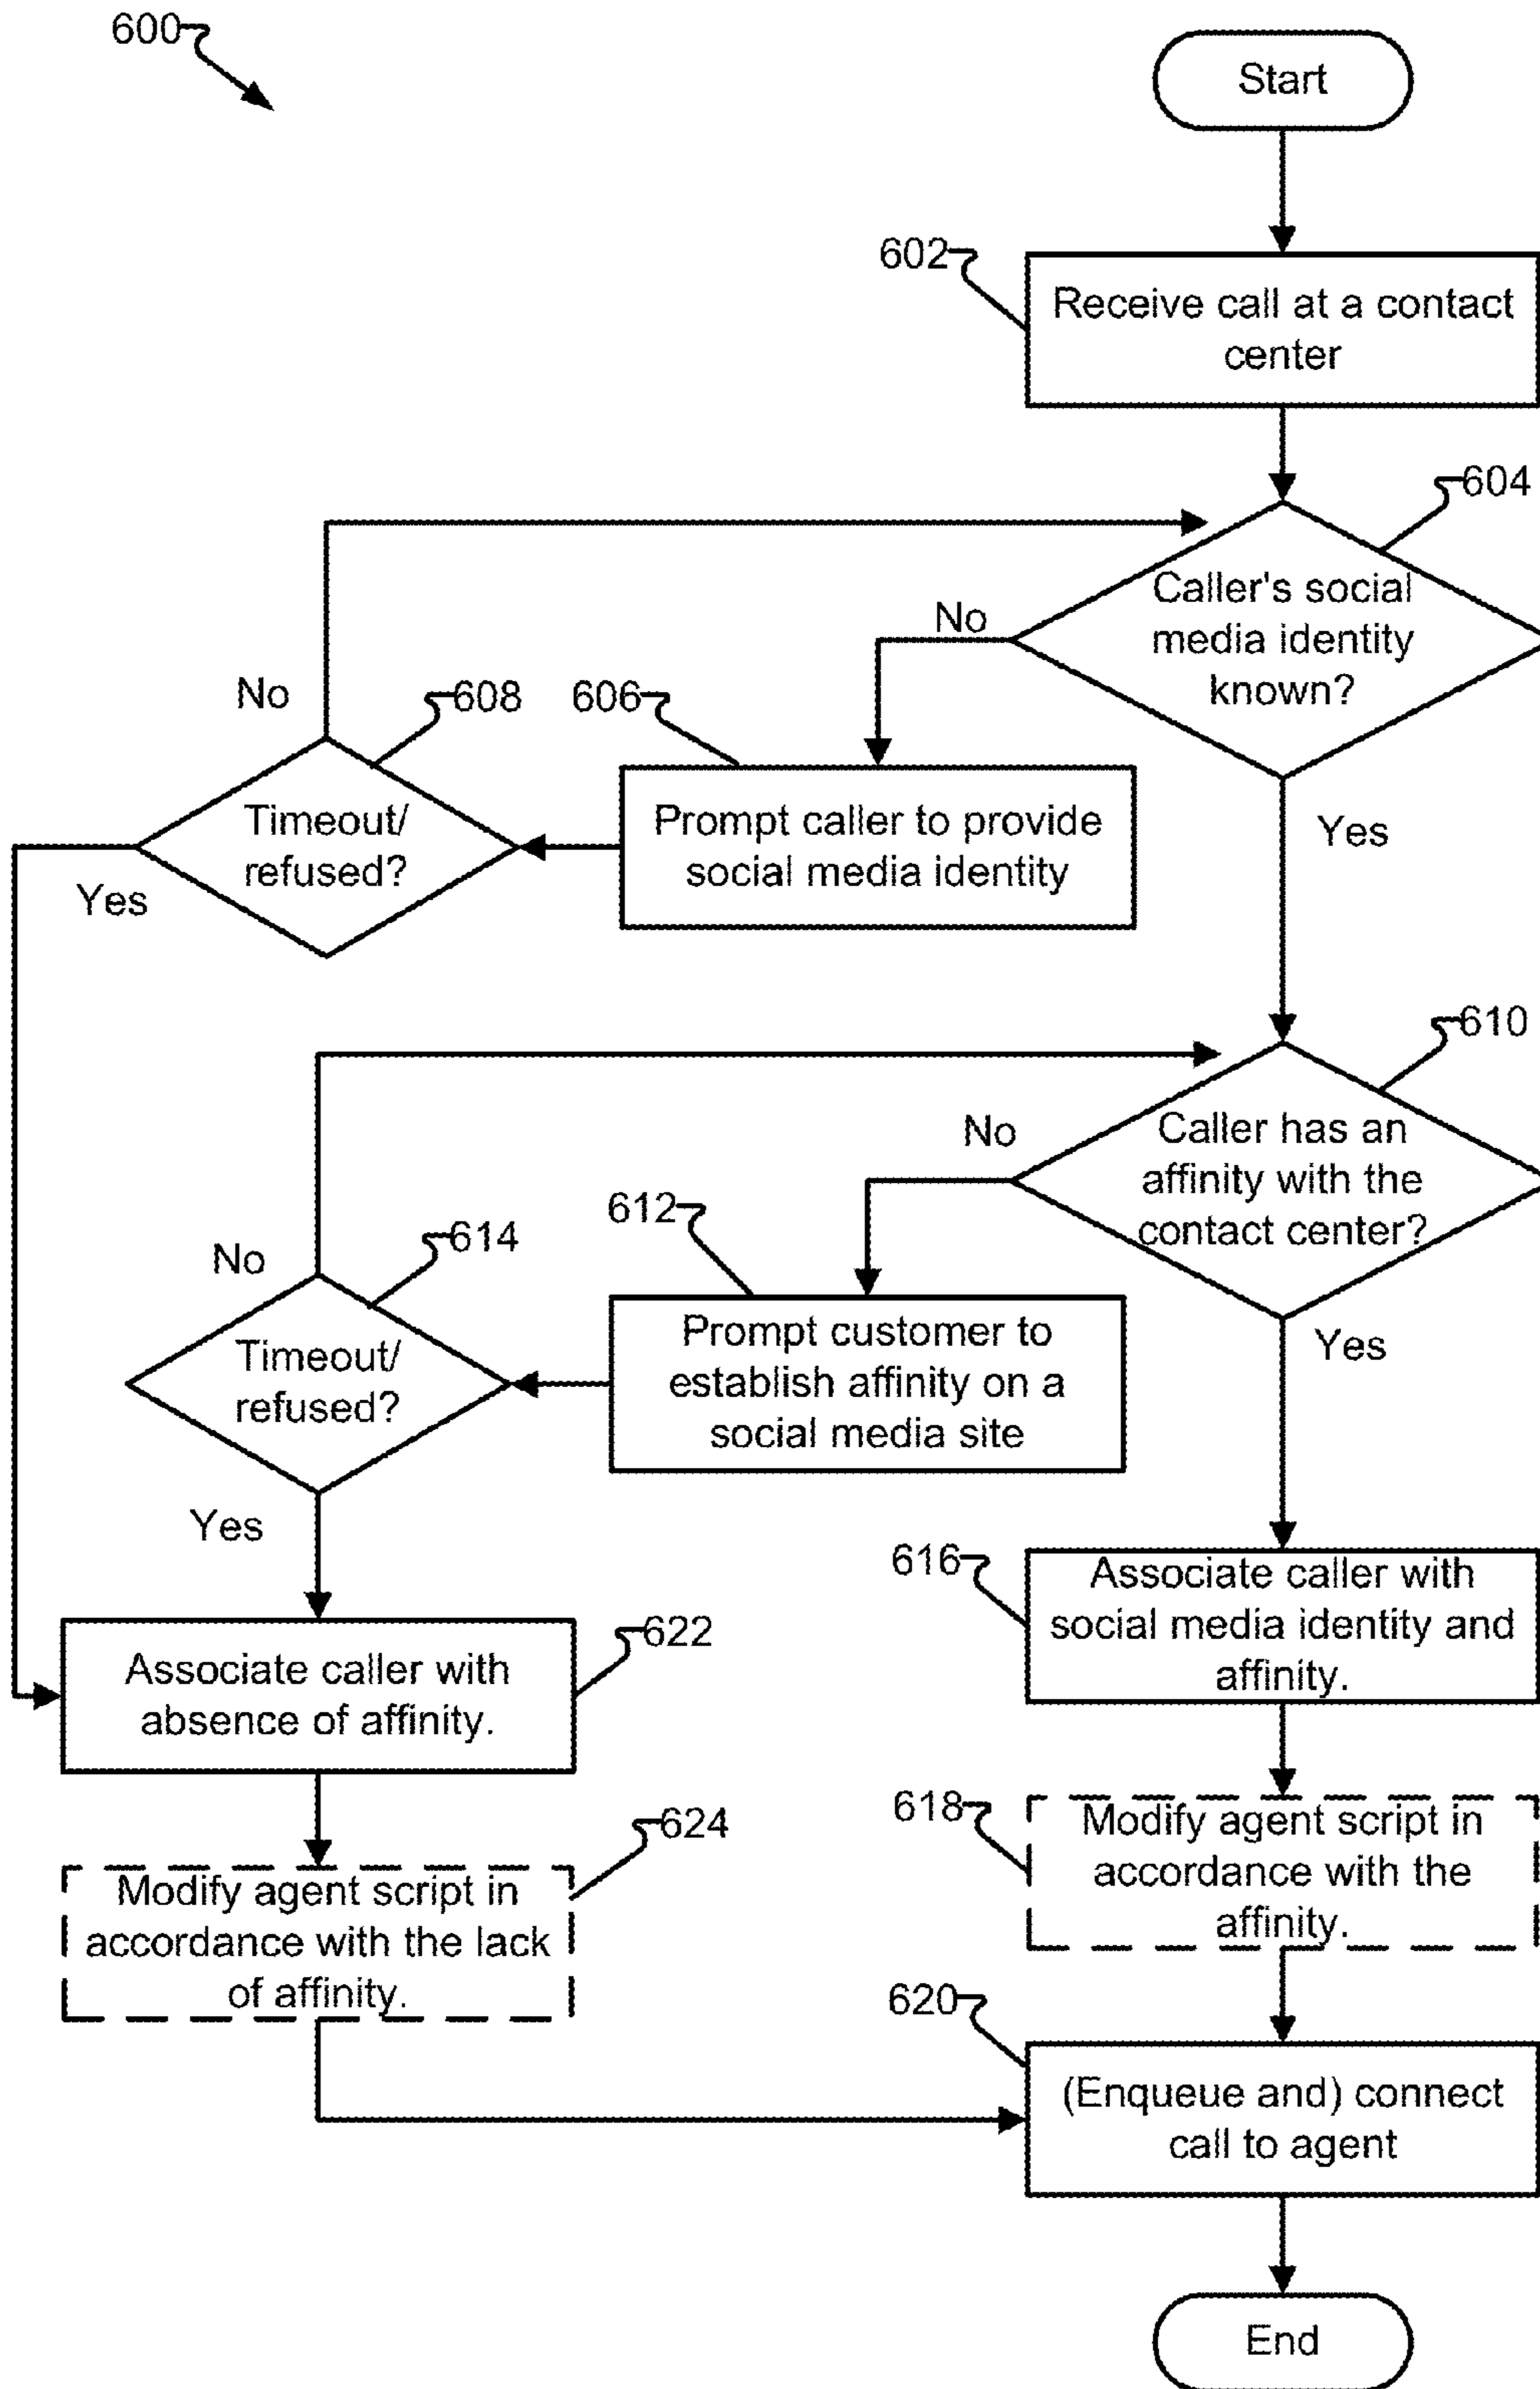 600
Start
602
Receive call at a contact
center
604
Caller's social
media identity
known?
No
Yes
608
606
No
Timeout/
refused?
Yes
Prompt caller to provide
social media identity
610
Caller has an
affinity with the
contact center?
No
Yes
612
614
No
Timeout/
refused?
Yes
Prompt customer to
establish affinity on a
social media site
616
Associate caller with
social media identity and
affinity.
622
Associate caller with
absence of affinity.
618
Modify agent script in
accordance with the
affinity.
624
Modify agent script in
accordance with the lack
of affinity.
620
(Enqueue and) connect
call to agent
End